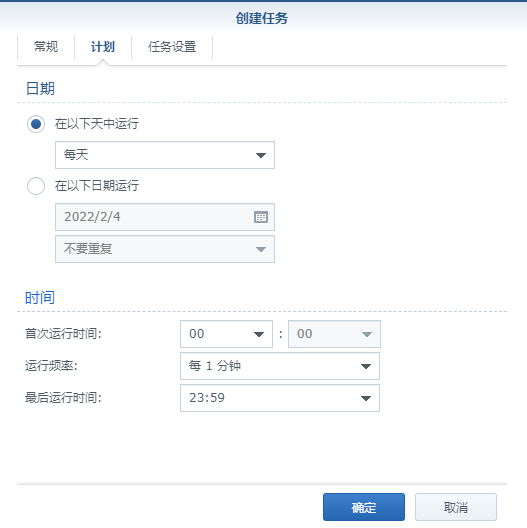 创建任务
常规 计划 任务设置
日期
在以下天中运行
每天
在以下日期运行
2022/2/4
不要重复
时间
首次运行时间: 00 : 00
运行频率: 每 1 分钟
最后运行时间: 23:59
确定 取消